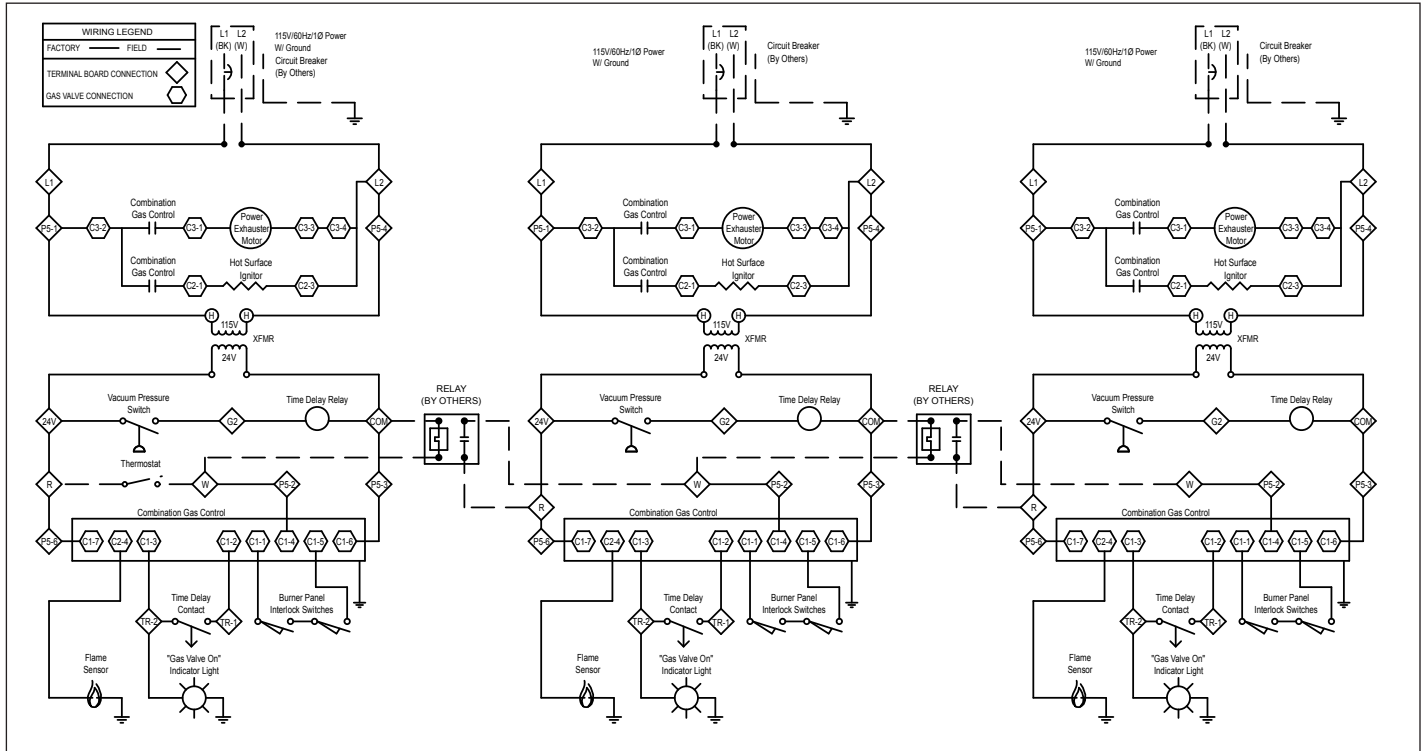 WIRING LEGEND
FACTORY FIELD
TERMINAL BOARD CONNECTION
GAS VALVE CONNECTION
L1 L2
(BK) (W)
115V/60Hz/1Ø Power
W/ Ground
Circuit Breaker
(By Others)
L1
L2
P5-1
C3-2
Combination
Gas Control
C3-1
Power
Exhauster
Motor
C3-3
C3-4
P5-4
Combination
Gas Control
C2-1
Hot Surface
Ignitor
C2-3
H
H
115V
XFMR
24V
24V
Vacuum Pressure
Switch
G2
Time Delay Relay
COM
R
Thermostat
W
P5-2
P5-3
Combination Gas Control
P5-6
C1-7
C2-4
C1-3
C1-2
C1-1
C1-4
C1-5
C1-6
TR-2
Time Delay
Contact
TR-1
Burner Panel
Interlock Switches
Flame
Sensor
"Gas Valve On"
Indicator Light
RELAY
(BY OTHERS)
115V/60Hz/1Ø Power
W/ Ground
L1 L2
(BK) (W)
Circuit Breaker
(By Others)
L1
L2
P5-1
C3-2
Combination
Gas Control
C3-1
Power
Exhauster
Motor
C3-3
C3-4
P5-4
Combination
Gas Control
C2-1
Hot Surface
Ignitor
C2-3
H
H
115V
XFMR
24V
24V
Vacuum Pressure
Switch
G2
Time Delay Relay
COM
R
W
P5-2
P5-3
Combination Gas Control
P5-6
C1-7
C2-4
C1-3
C1-2
C1-1
C1-4
C1-5
C1-6
TR-2
Time Delay
Contact
TR-1
Burner Panel
Interlock Switches
Flame
Sensor
"Gas Valve On"
Indicator Light
RELAY
(BY OTHERS)
115V/60Hz/1Ø Power
W/ Ground
L1 L2
(BK) (W)
Circuit Breaker
(By Others)
L1
L2
P5-1
C3-2
Combination
Gas Control
C3-1
Power
Exhauster
Motor
C3-3
C3-4
P5-4
Combination
Gas Control
C2-1
Hot Surface
Ignitor
C2-3
H
H
115V
XFMR
24V
24V
Vacuum Pressure
Switch
G2
Time Delay Relay
COM
R
W
P5-2
P5-3
Combination Gas Control
P5-6
C1-7
C2-4
C1-3
C1-2
C1-1
C1-4
C1-5
C1-6
TR-2
Time Delay
Contact
TR-1
Burner Panel
Interlock Switches
Flame
Sensor
"Gas Valve On"
Indicator Light